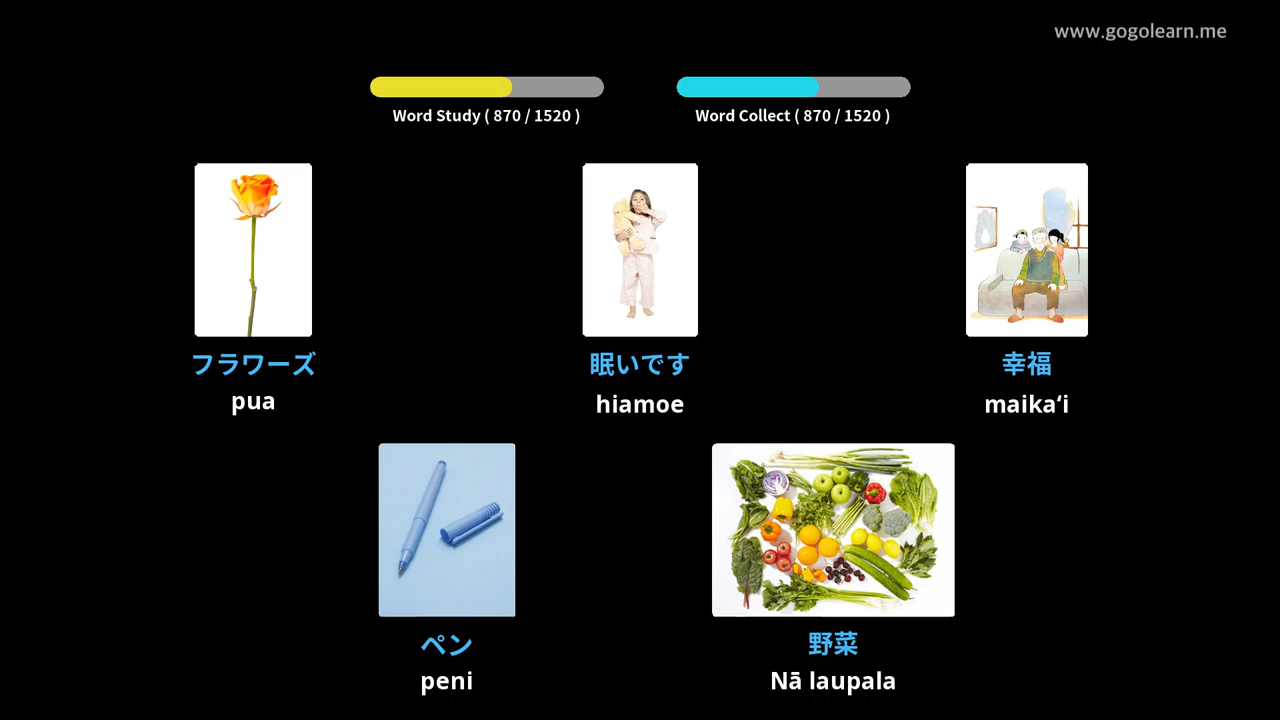 www.gogolearn.me
Word Study ( 870 / 1520 )
Word Collect ( 870 / 1520 )
フラワーズ
pua
眠いです
hiamoe
幸福
maikaʻi
ペン
peni
野菜
Nā laupala